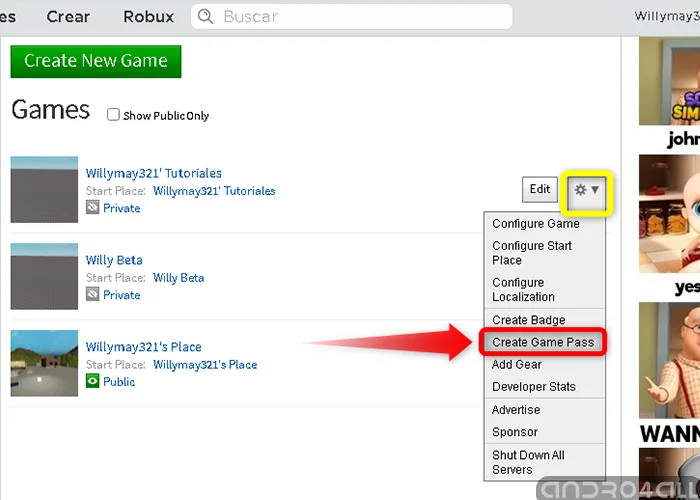 es Crear Robux Buscar Willymay3
Create New Game
Games Show Public Only
Willymay321' Tutoriales
Start Place: Willymay321' Tutoriales
Private
Edit
Configure Game
Configure Start
Place
Configure
Localization
Create Badge
Create Game Pass
Add Gear
Developer Stats
Advertise
Sponsor
Shut Down All
Servers
Willy Beta
Start Place: Willy Beta
Private
Willymay321's Place
Start Place: Willymay321's Place
Public
john
yes
WANN
andro4all